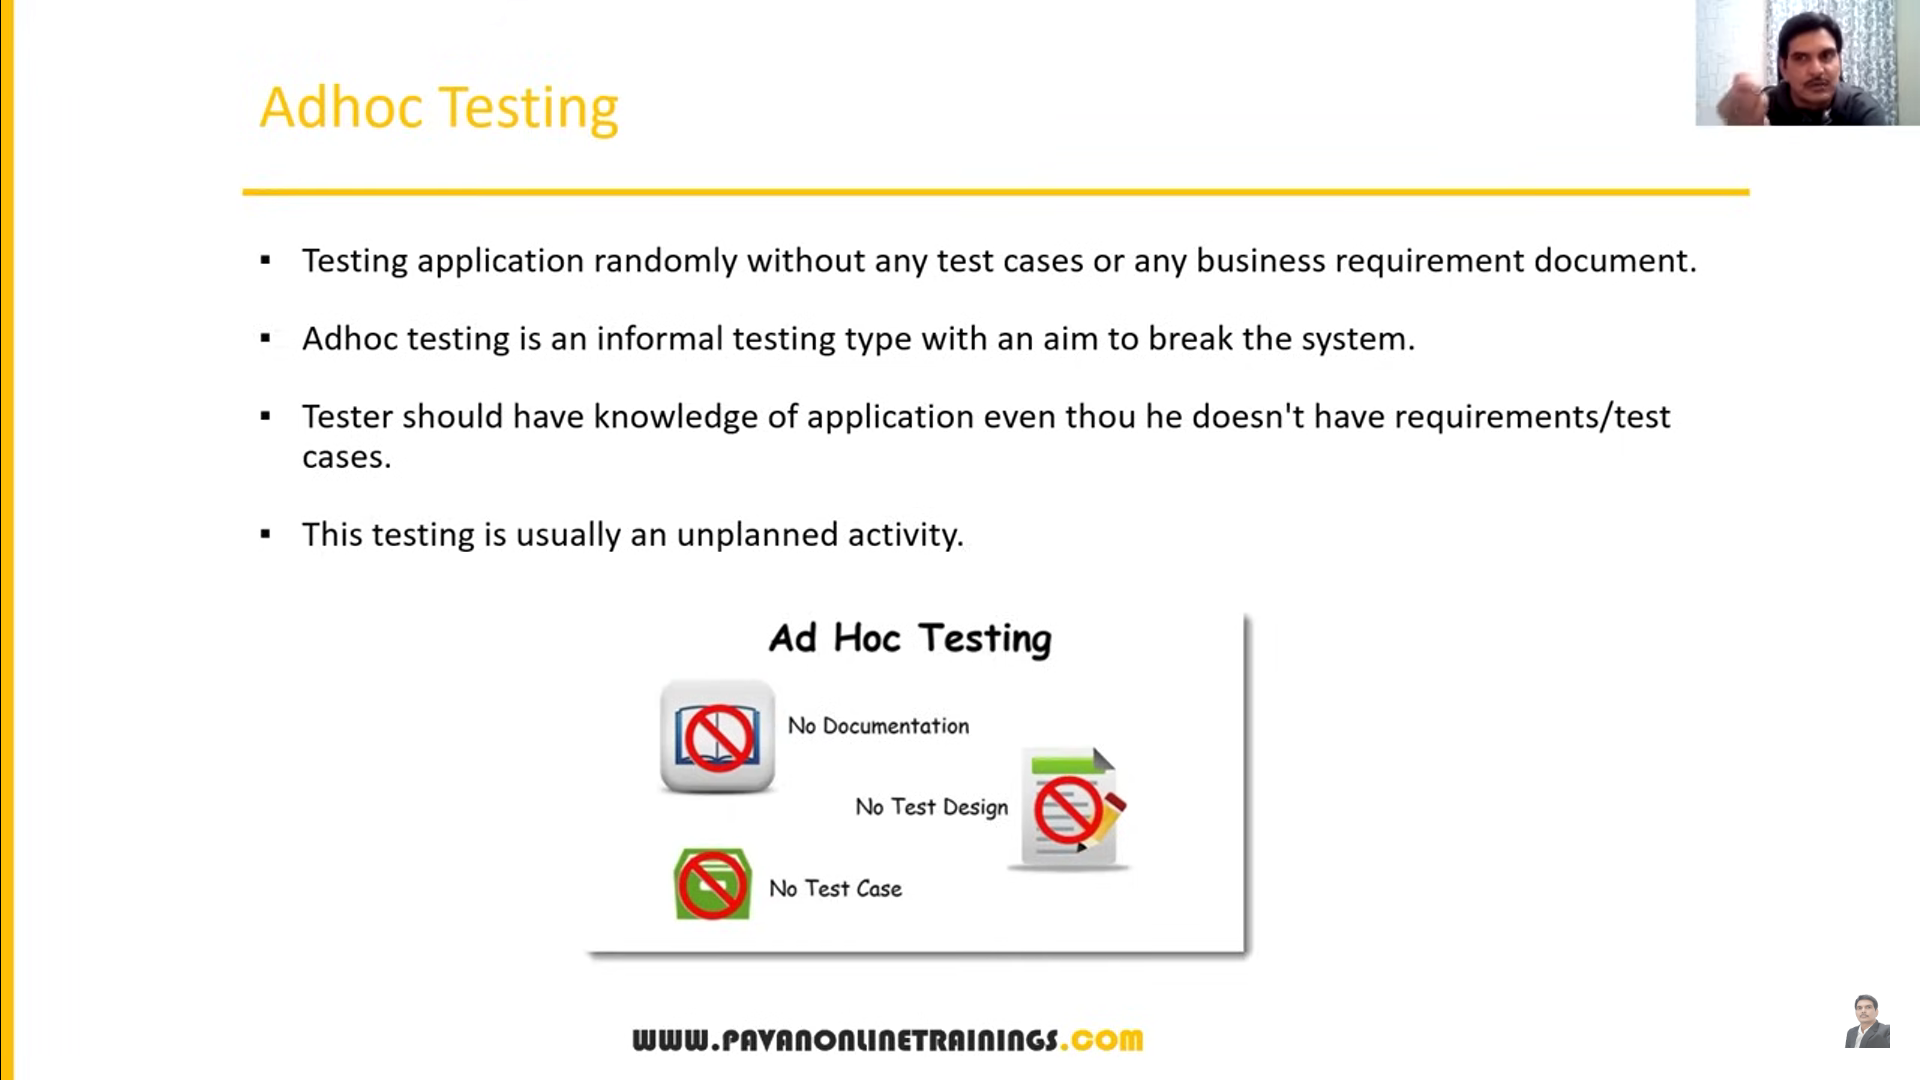 Adhoc Testing
▪ Testing application randomly without any test cases or any business requirement document.
▪ Adhoc testing is an informal testing type with an aim to break the system.
▪ Tester should have knowledge of application even thou he doesn't have requirements/test
cases.
▪ This testing is usually an unplanned activity.
Ad Hoc Testing
No Documentation
No Test Design
No Test Case
WWW.PAVANONLINETRAININGS.COM